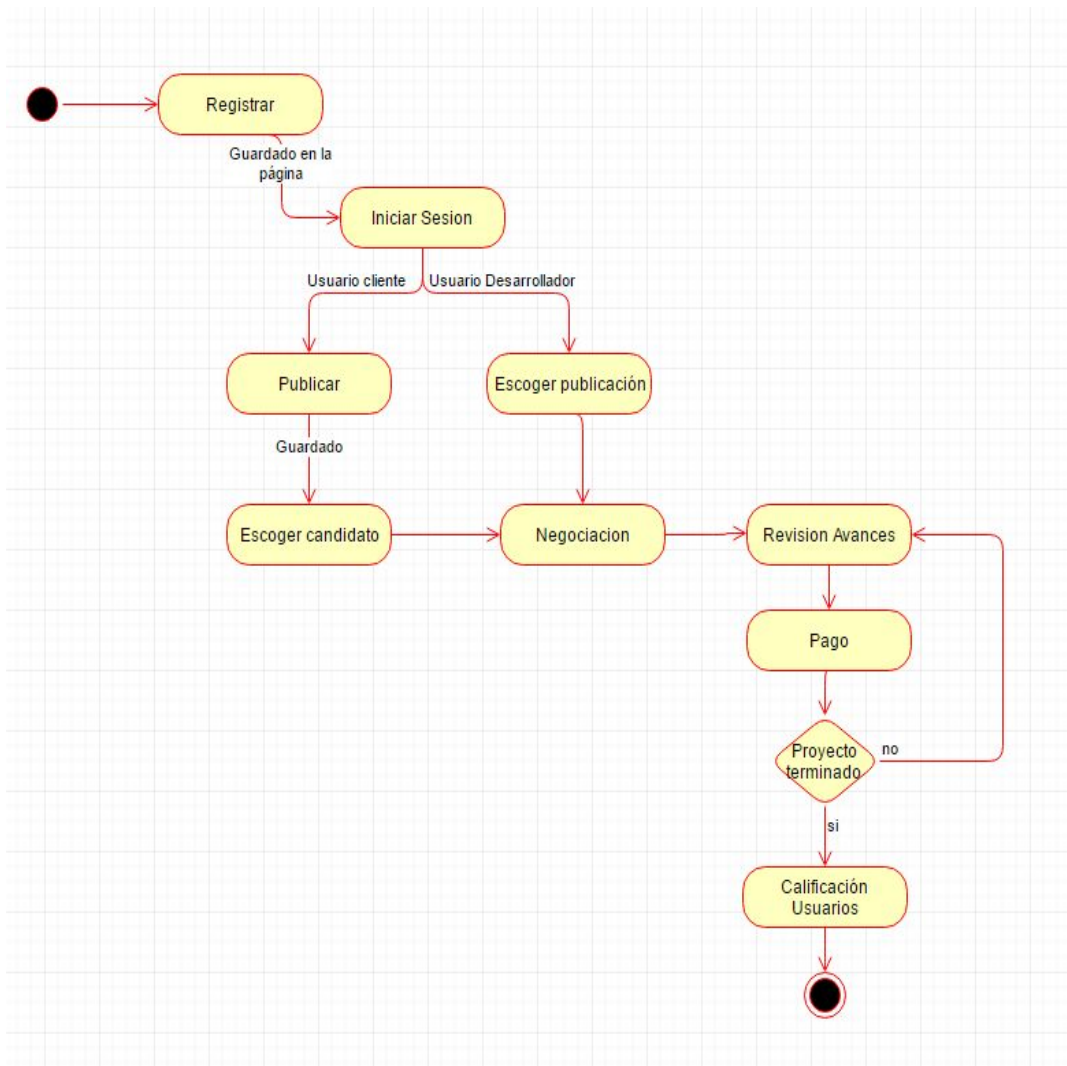 Registrar
Guardado en la
página
Iniciar Sesion
Usuario cliente
Usuario Desarrollador
Publicar
Escoger publicación
Guardado
Escoger candidato
Negociacion
Revision Avances
Pago
Proyecto
terminado
no
si
Calificación
Usuarios